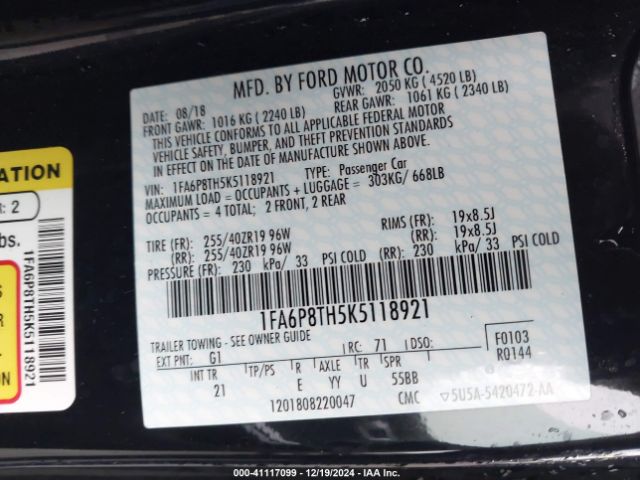 MFD. BY FORD MOTOR CO.
DATE: 08/18 GVWR: 2050 KG ( 4520 LB)
FRONT GAWR: 1016 KG ( 2240 LB) REAR GAWR: 1061 KG ( 2340 LB)
THIS VEHICLE CONFORMS TO ALL APPLICABLE FEDERAL MOTOR
VEHICLE SAFETY, BUMPER, AND THEFT PREVENTION STANDARDS
IN EFFECT ON THE DATE OF MANUFACTURE SHOWN ABOVE.
VIN: 1FA6P8TH5K5118921 TYPE: Passenger Car
MAXIMUM LOAD = OCCUPANTS + LUGGAGE = 303KG/ 668LB
OCCUPANTS = 4 TOTAL; 2 FRONT, 2 REAR
TIRE (FR): 255/40ZR19 96W RIMS (FR): 19x8.5J
(RR): 255/40ZR19 96W (RR): 19x8.5J
PRESSURE (FR): 230 kPa/ 33 PSI COLD (RR): 230 kPa/ 33 PSI COLD
1FA6P8TH5K5118921
TRAILER TOWING - SEE OWNER GUIDE
EXT PNT: G1 RC: 71 DSO: F0103
R0144
INT TR TP/PS R AXLE TR SPR
21 E YY U 55BB
1201808220047 CMC ▽5U5A-5420472-AA
ATION
R: 2
bs.
1FA6P8TH5K5118921
S
R
ER
ON
000-41117099 - 12/19/2024 - IAA Inc.